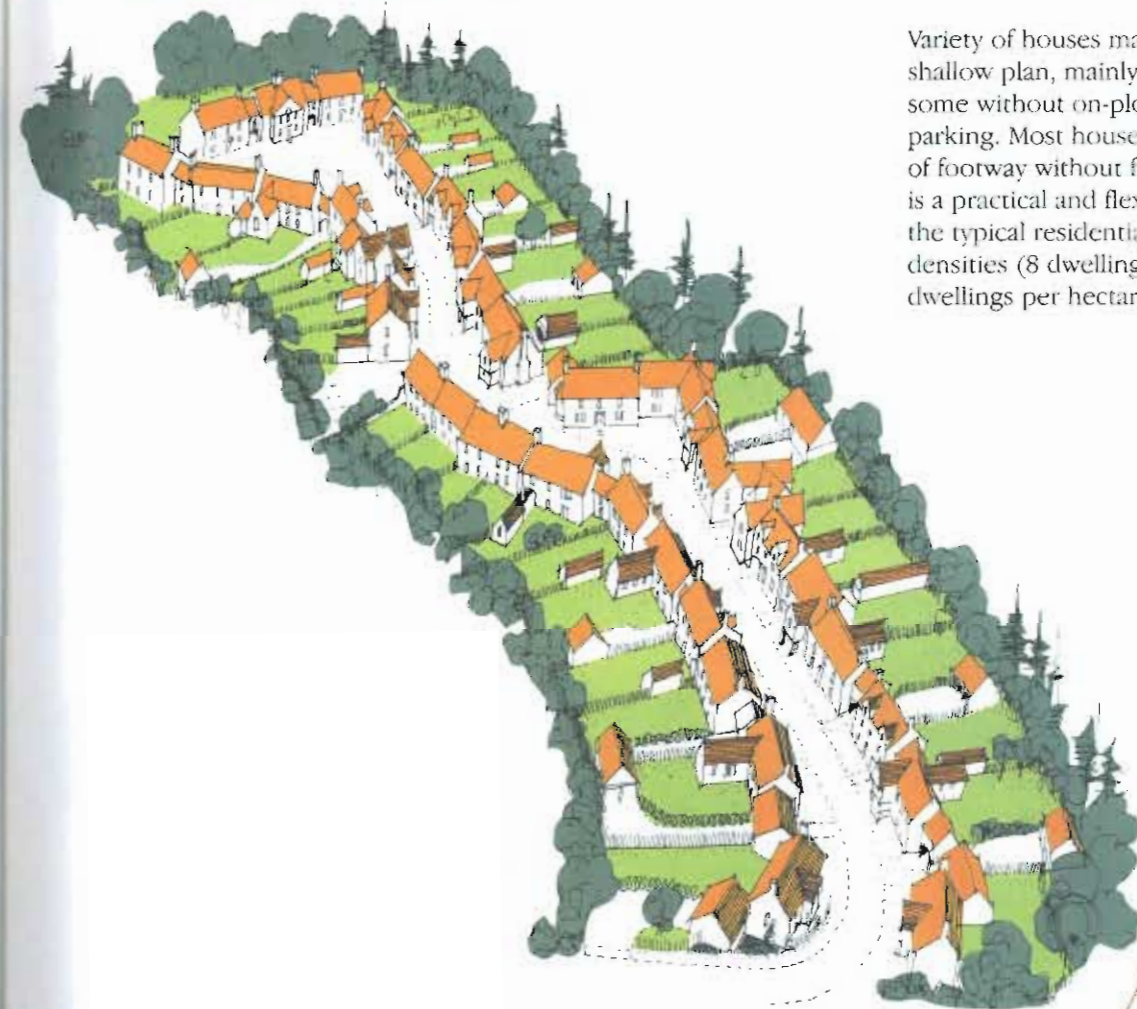 Variety of houses ma
shallow plan, mainly
some without on-plo
parking. Most house
of footway without f
is a practical and flex
the typical residentia
densities (8 dwelling
dwellings per hectar